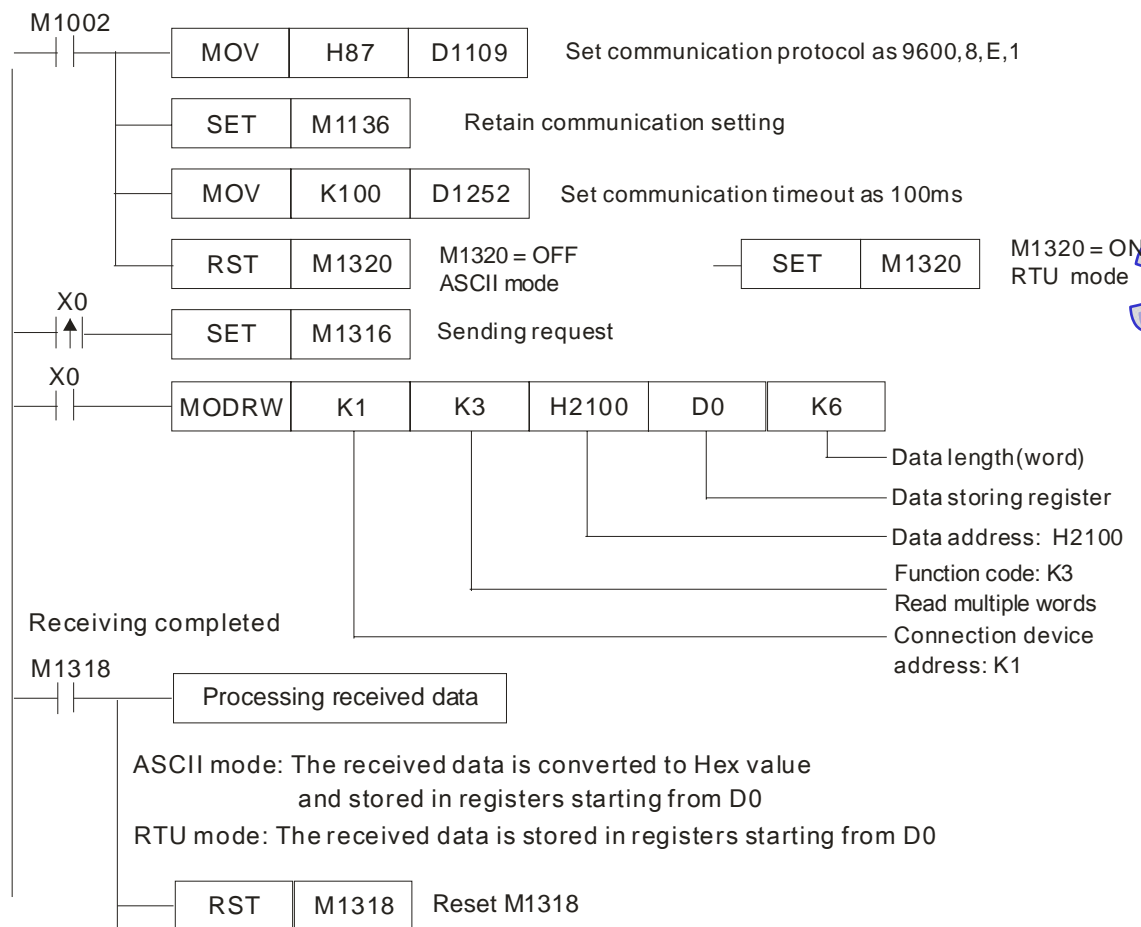 M1002
MOV H87 D1109 Set communication protocol as 9600,8,E,1
SET M1136 Retain communication setting
MOV K100 D1252 Set communication timeout as 100ms
RST M1320 M1320 = OFF
ASCII mode
SET M1320 M1320 = ON
RTU mode
X0
SET M1316 Sending request
X0
MODRW K1 K3 H2100 D0 K6
Data length(word)
Data storing register
Data address: H2100
Function code: K3
Read multiple words
Connection device
address: K1
Receiving completed
M1318
Processing received data
ASCII mode: The received data is converted to Hex value
and stored in registers starting from D0
RTU mode: The received data is stored in registers starting from D0
RST M1318 Reset M1318